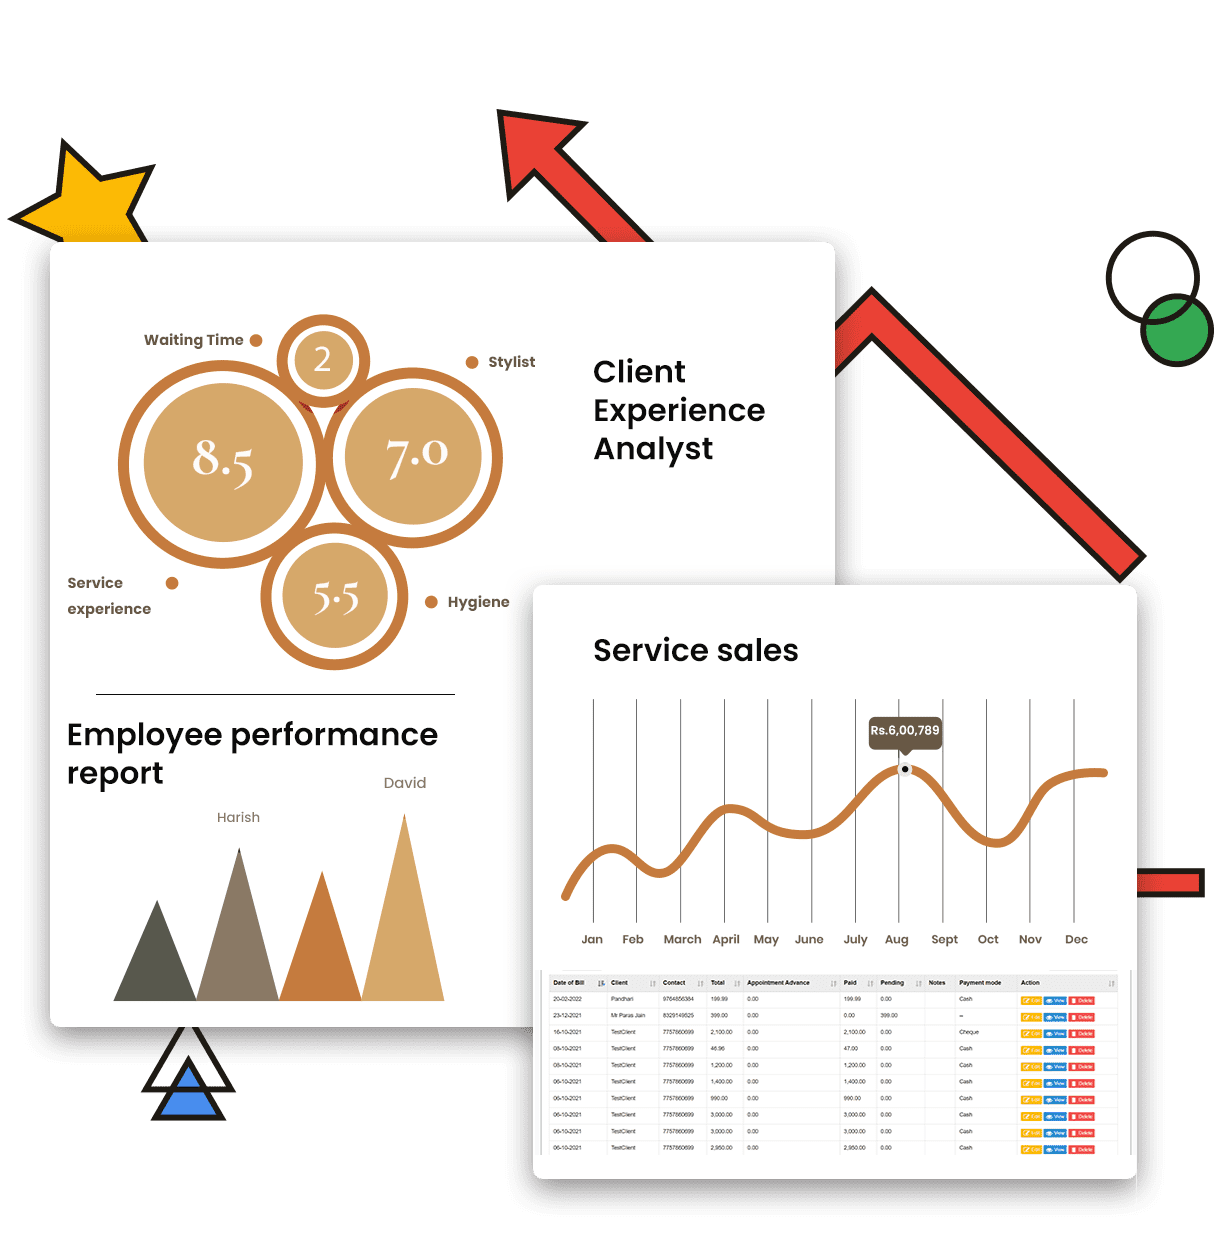 Waiting Time
2
Stylist
8.5
7.0
Client
Experience
Analyst
Service
experience
5.5
Hygiene
Employee performance
report
Harish
David
Service sales
Rs.6,00,789
Jan Feb March April May June July Aug Sept Oct Nov Dec
Date of Bill Client Contact Total Appointment Advance Paid Pending Notes Payment mode Action
20-02-2022 Pandhari 9764856384 199.99 0.00 199.99 0.00 Cash Edit View Delete
23-12-2021 Mr Paras Jain 8329149525 399.00 0.00 0.00 399.00 -- Edit View Delete
16-10-2021 TestClient 7757860699 2,100.00 0.00 2,100.00 0.00 Cheque Edit View Delete
08-10-2021 TestClient 7757860699 46.96 0.00 47.00 0.00 Cash Edit View Delete
08-10-2021 TestClient 7757860699 1,200.00 0.00 1,200.00 0.00 Cash Edit View Delete
06-10-2021 TestClient 7757860699 1,400.00 0.00 1,400.00 0.00 Cash Edit View Delete
06-10-2021 TestClient 7757860699 990.00 0.00 990.00 0.00 Cash Edit View Delete
06-10-2021 TestClient 7757860699 3,000.00 0.00 3,000.00 0.00 Cash Edit View Delete
06-10-2021 TestClient 7757860699 3,000.00 0.00 3,000.00 0.00 Cash Edit View Delete
06-10-2021 TestClient 7757860699 2,950.00 0.00 2,950.00 0.00 Cash Edit View Delete